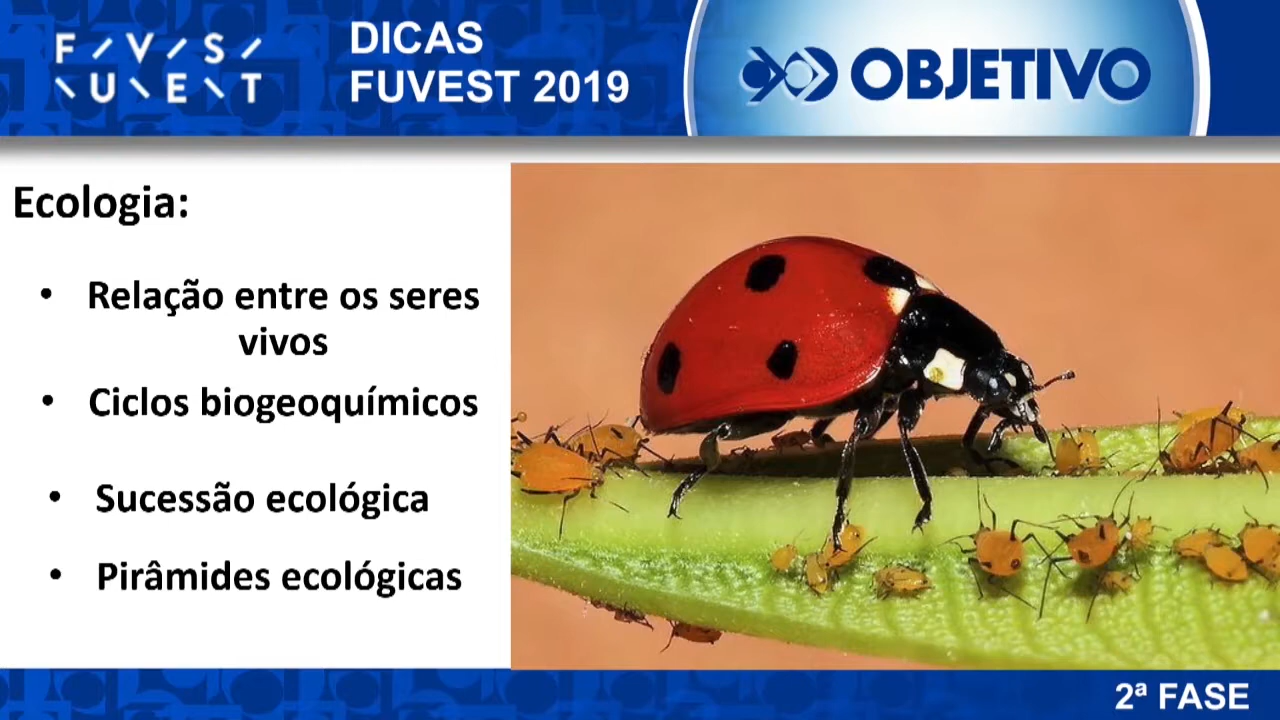 F/V/S/
\U\E\T
DICAS
FUVEST 2019
OBJETIVO
Ecologia:
• Relação entre os seres
vivos
• Ciclos biogeoquímicos
• Sucessão ecológica
• Pirâmides ecológicas
2ª FASE